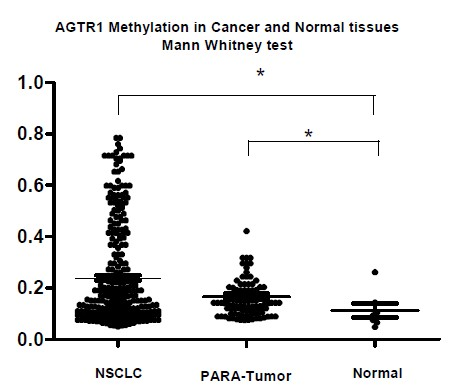 AGTR1 Methylation in Cancer and Normal tissues
Mann Whitney test
*
*
1.0
0.8
0.6
0.4
0.2
0.0
NSCLC PARA-Tumor Normal